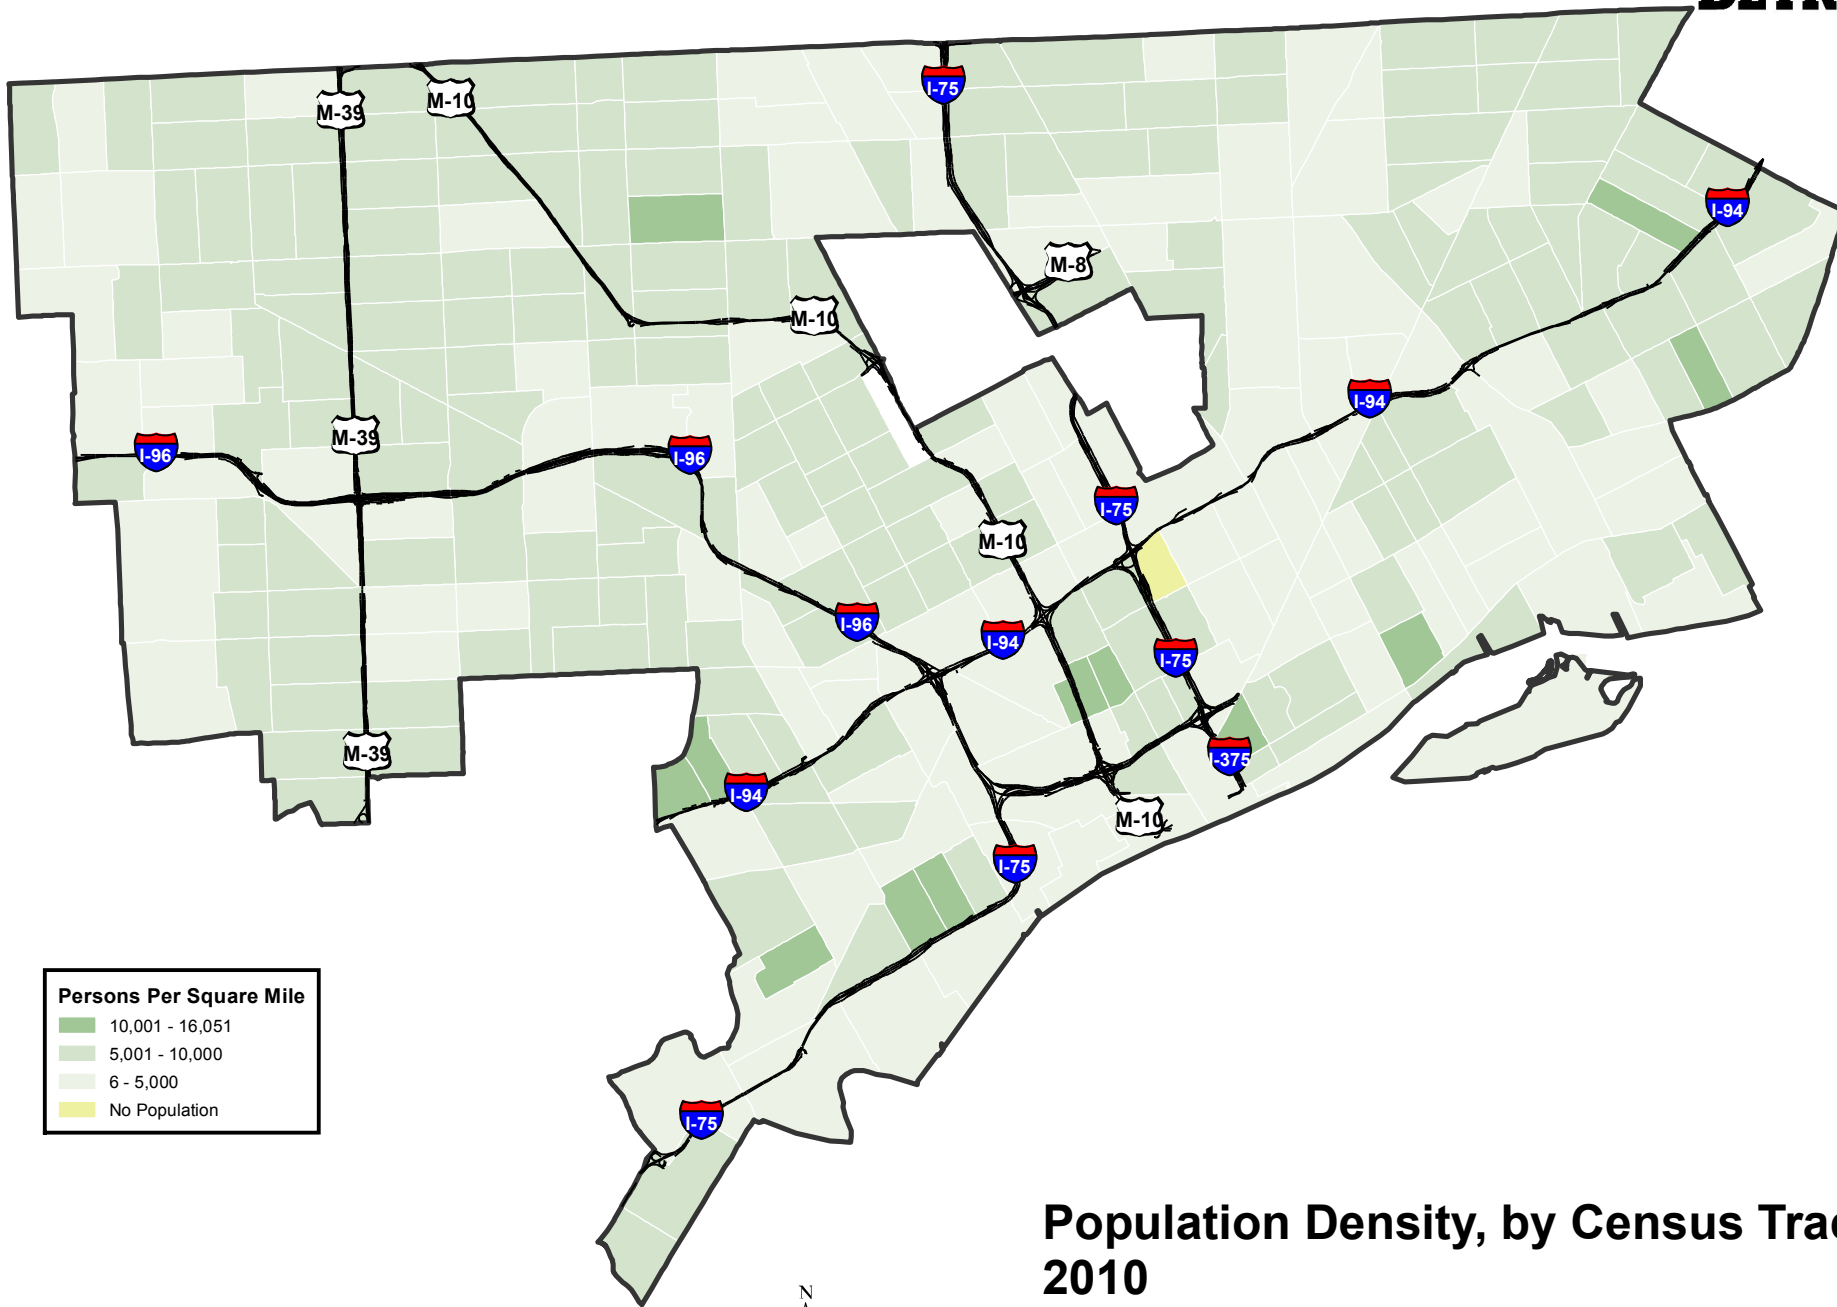 M-39
M-10
I-75
I-94
M-8
M-10
I-94
M-39
I-96
I-96
I-75
M-10
I-96
I-94
I-75
M-39
I-375
I-94
M-10
I-75
Persons Per Square Mile
10,001 - 16,051
5,001 - 10,000
6 - 5,000
No Population
I-75
Population Density, by Census Trac
2010
N